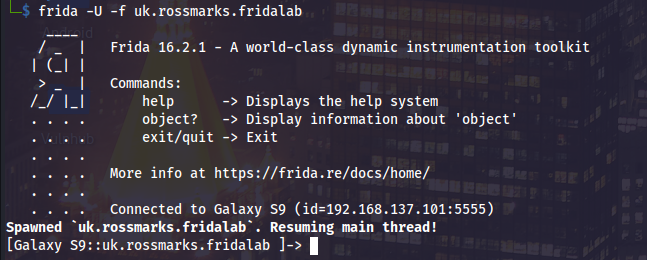 $ frida -U -f uk.rossmarks.fridalab
     ____
    / _  |   Frida 16.2.1 - A world-class dynamic instrumentation toolkit
   | (_| |
    > _  |   Commands:
   /_/ |_|       help      -> Displays the help system
   . . . .       object?   -> Display information about 'object'
   . . . .       exit/quit -> Exit
   . . . .
   . . . .   More info at https://frida.re/docs/home/
   . . . .
   . . . .   Connected to Galaxy S9 (id=192.168.137.101:5555)
Spawned `uk.rossmarks.fridalab`. Resuming main thread!
[Galaxy S9::uk.rossmarks.fridalab ]->